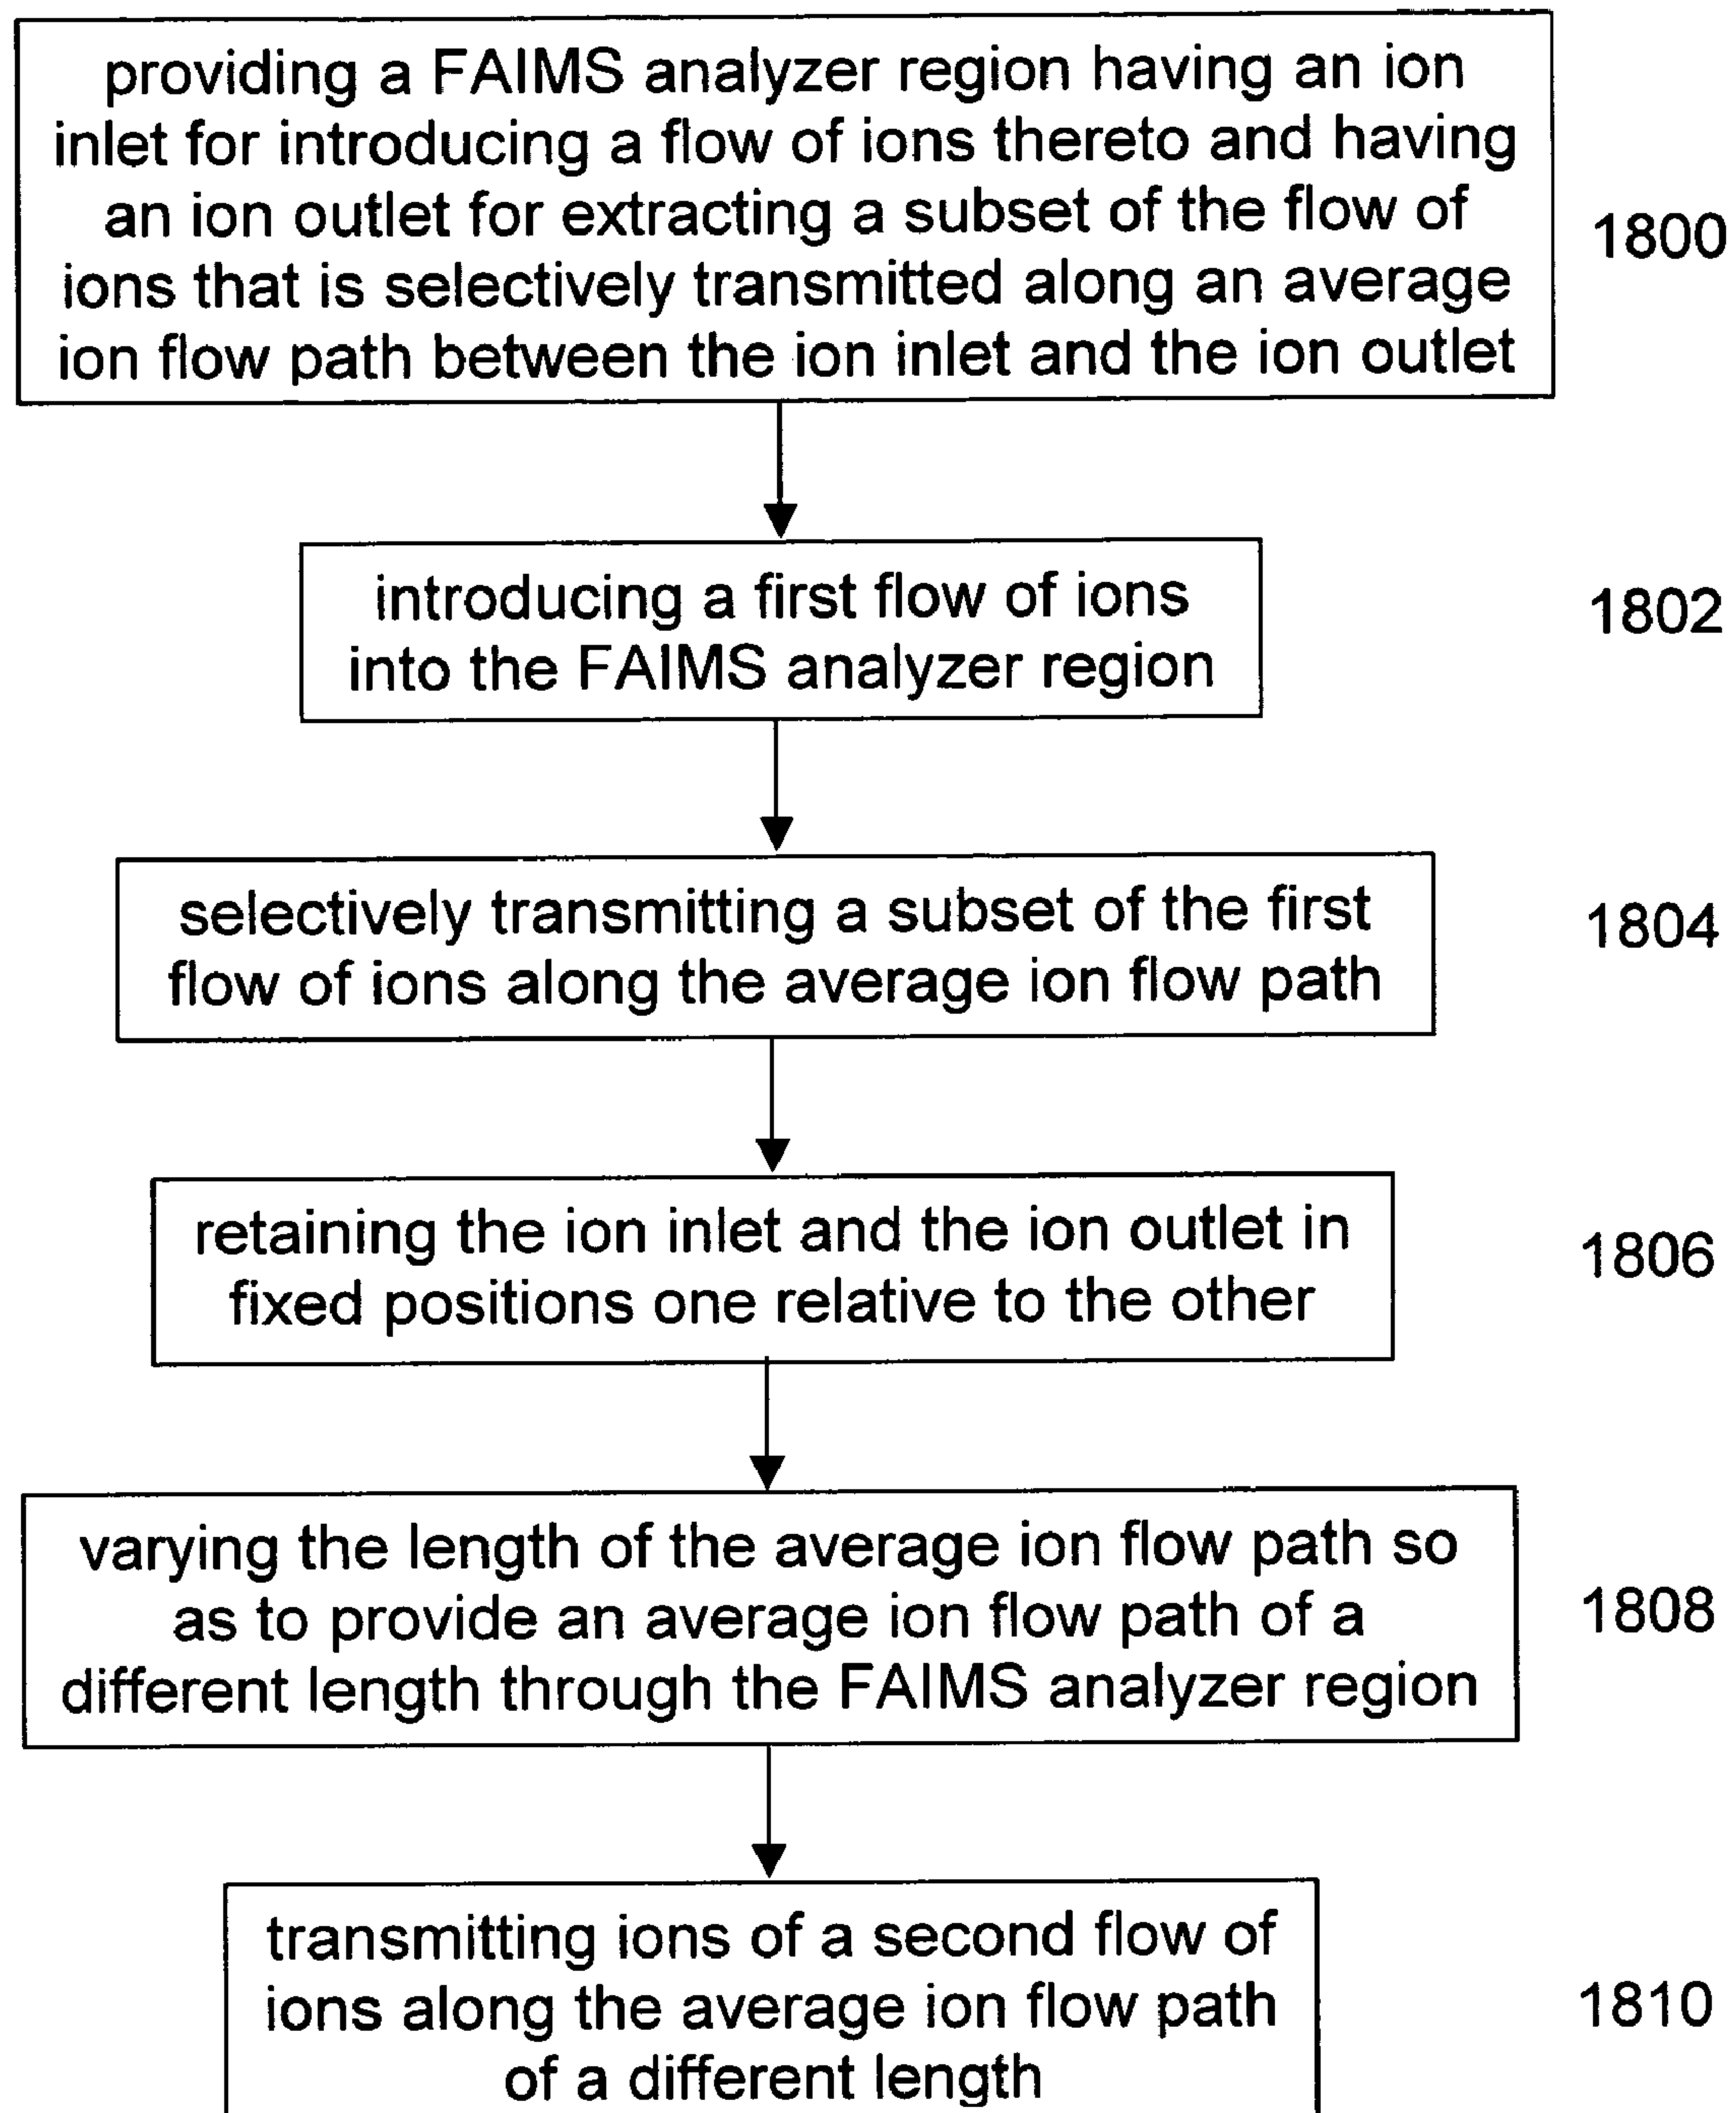 providing a FAIMS analyzer region having an ion
inlet for introducing a flow of ions thereto and having
an ion outlet for extracting a subset of the flow of
ions that is selectively transmitted along an average
ion flow path between the ion inlet and the ion outlet
1800
introducing a first flow of ions
into the FAIMS analyzer region
1802
selectively transmitting a subset of the first
flow of ions along the average ion flow path
1804
retaining the ion inlet and the ion outlet in
fixed positions one relative to the other
1806
varying the length of the average ion flow path so
as to provide an average ion flow path of a
different length through the FAIMS analyzer region
1808
transmitting ions of a second flow of
ions along the average ion flow path
of a different length
1810